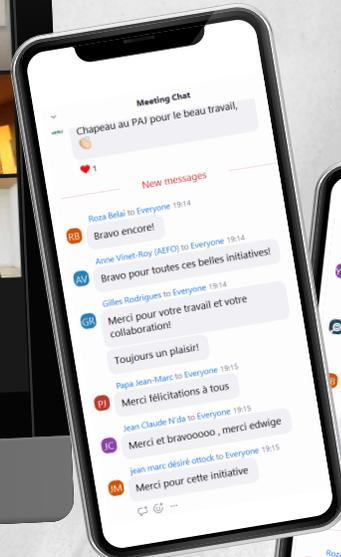 Meeting Chat
Chapeau au PAJ pour le beau travail,
👏🏻
❤️ 1
New messages
Roza Belai to Everyone 19:14
RB
Bravo encore!
Anne Vinet-Roy (AEFO) to Everyone 19:14
AV
Bravo pour toutes ces belles initiatives!
Gilles Rodrigues to Everyone 19:14
GR
Merci pour votre travail et votre
collaboration!
Toujours un plaisir!
Papa Jean-Marc to Everyone 19:15
PJ
Merci félicitations à tous
Jean Claude N'da to Everyone 19:15
JC
Merci et bravooooo , merci edwige
jean marc désiré ottock to Everyone 19:15
JM
Merci pour cette initiative
Roza